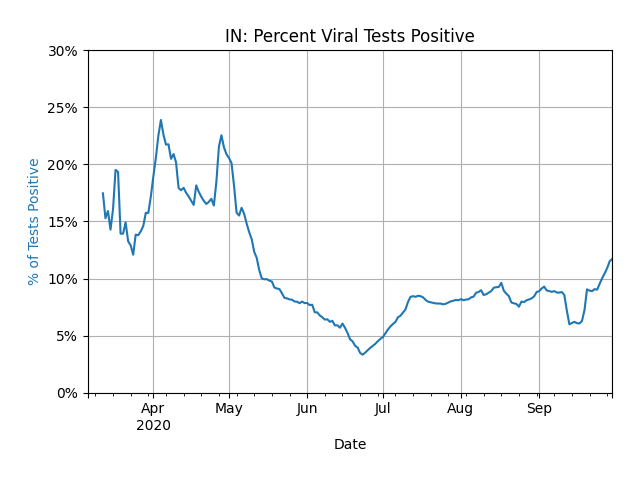 IN: Percent Viral Tests Positive
30%
25%
20%
15%
10%
5%
0%
% of Tests Positive
Apr
2020
May
Jun
Jul
Aug
Sep
Date